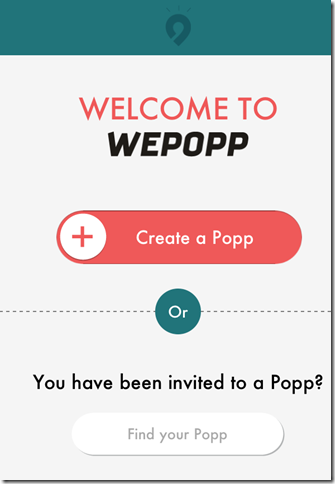 WELCOME TO
WEPOPP
+ Create a Popp
Or
You have been invited to a Popp?
Find your Popp